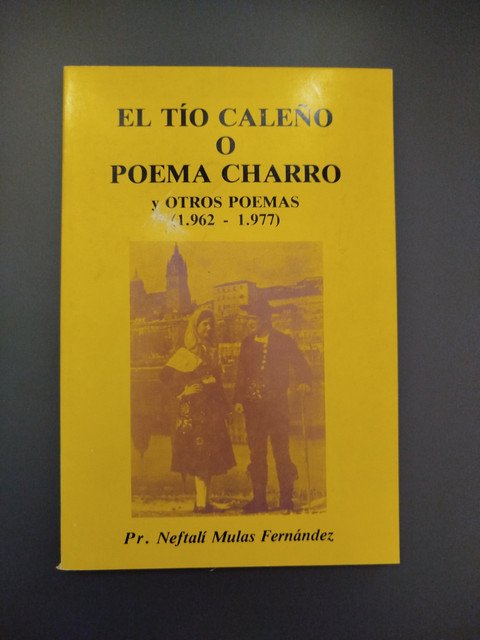 EL TÍO CALEÑO
O
POEMA CHARRO
y OTROS POEMAS
(1.962 - 1.977)
Pr. Neftalí Mulas Fernández